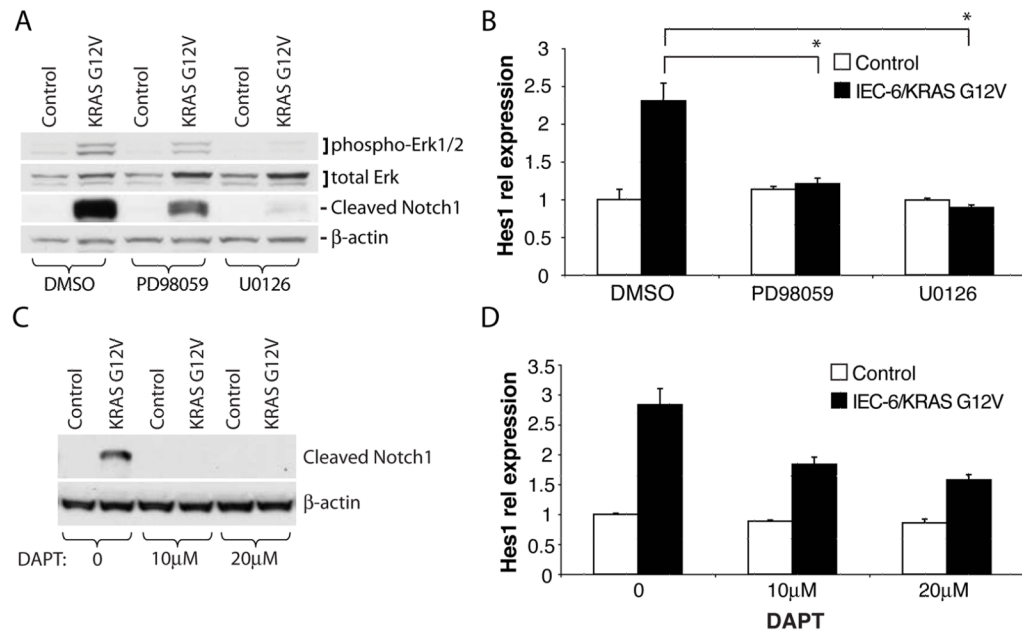 A
Control
KRAS G12V
Control
KRAS G12V
Control
KRAS G12V
phospho-Erk1/2
total Erk
Cleaved Notch1
β-actin
DMSO
PD98059
U0126
B
Hes1 rel expression
3
2.5
2
1.5
1
0.5
0
*
*
Control
IEC-6/KRAS G12V
DMSO
PD98059
U0126
C
Control
KRAS G12V
Control
KRAS G12V
Control
KRAS G12V
Cleaved Notch1
β-actin
DAPT: 0 10μM 20μM
D
Hes1 rel expression
3.5
3
2.5
2
1.5
1
0.5
0
Control
IEC-6/KRAS G12V
0
10μM
20μM
DAPT